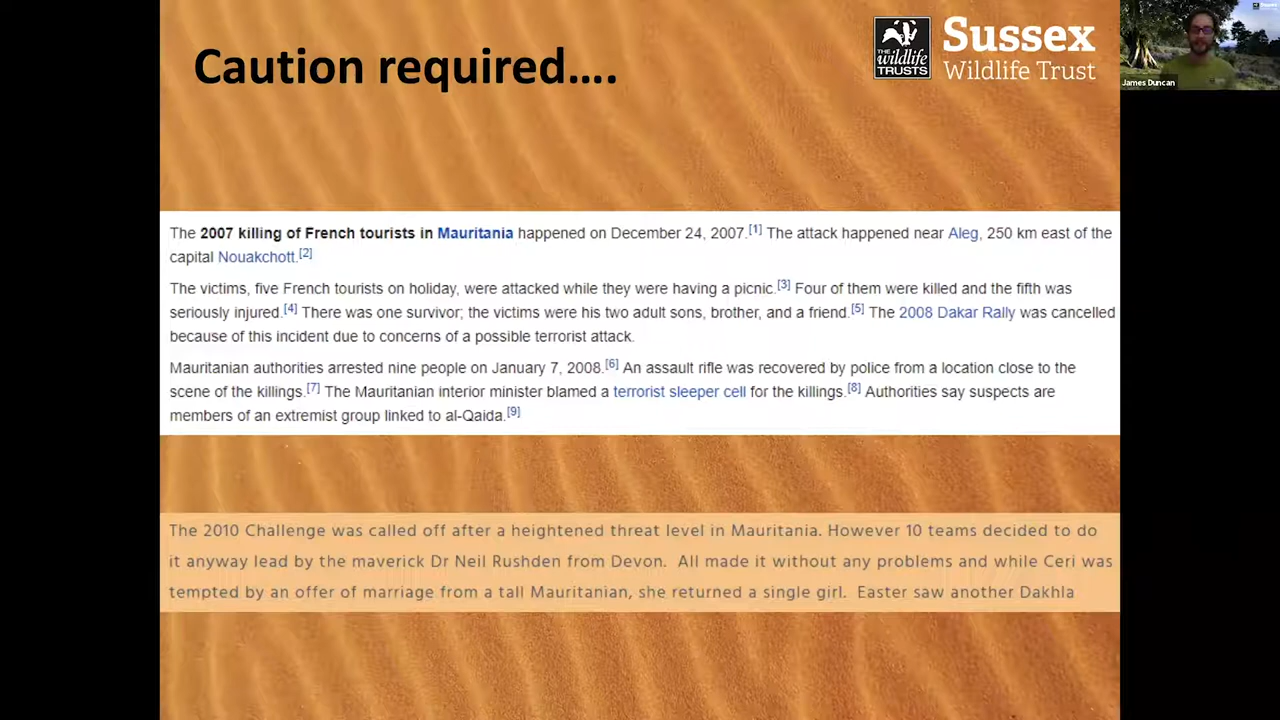 Caution required....
THE
wildlife
TRUSTS
Sussex
Wildlife Trust
James Duncan
The 2007 killing of French tourists in Mauritania happened on December 24, 2007.[1] The attack happened near Aleg, 250 km east of the
capital Nouakchott.[2]
The victims, five French tourists on holiday, were attacked while they were having a picnic.[3] Four of them were killed and the fifth was
seriously injured.[4] There was one survivor; the victims were his two adult sons, brother, and a friend.[5] The 2008 Dakar Rally was cancelled
because of this incident due to concerns of a possible terrorist attack.
Mauritanian authorities arrested nine people on January 7, 2008.[6] An assault rifle was recovered by police from a location close to the
scene of the killings.[7] The Mauritanian interior minister blamed a terrorist sleeper cell for the killings.[8] Authorities say suspects are
members of an extremist group linked to al-Qaida.[9]
The 2010 Challenge was called off after a heightened threat level in Mauritania. However 10 teams decided to do
it anyway lead by the maverick Dr Neil Rushden from Devon. All made it without any problems and while Ceri was
tempted by an offer of marriage from a tall Mauritanian, she returned a single girl. Easter saw another Dakhla